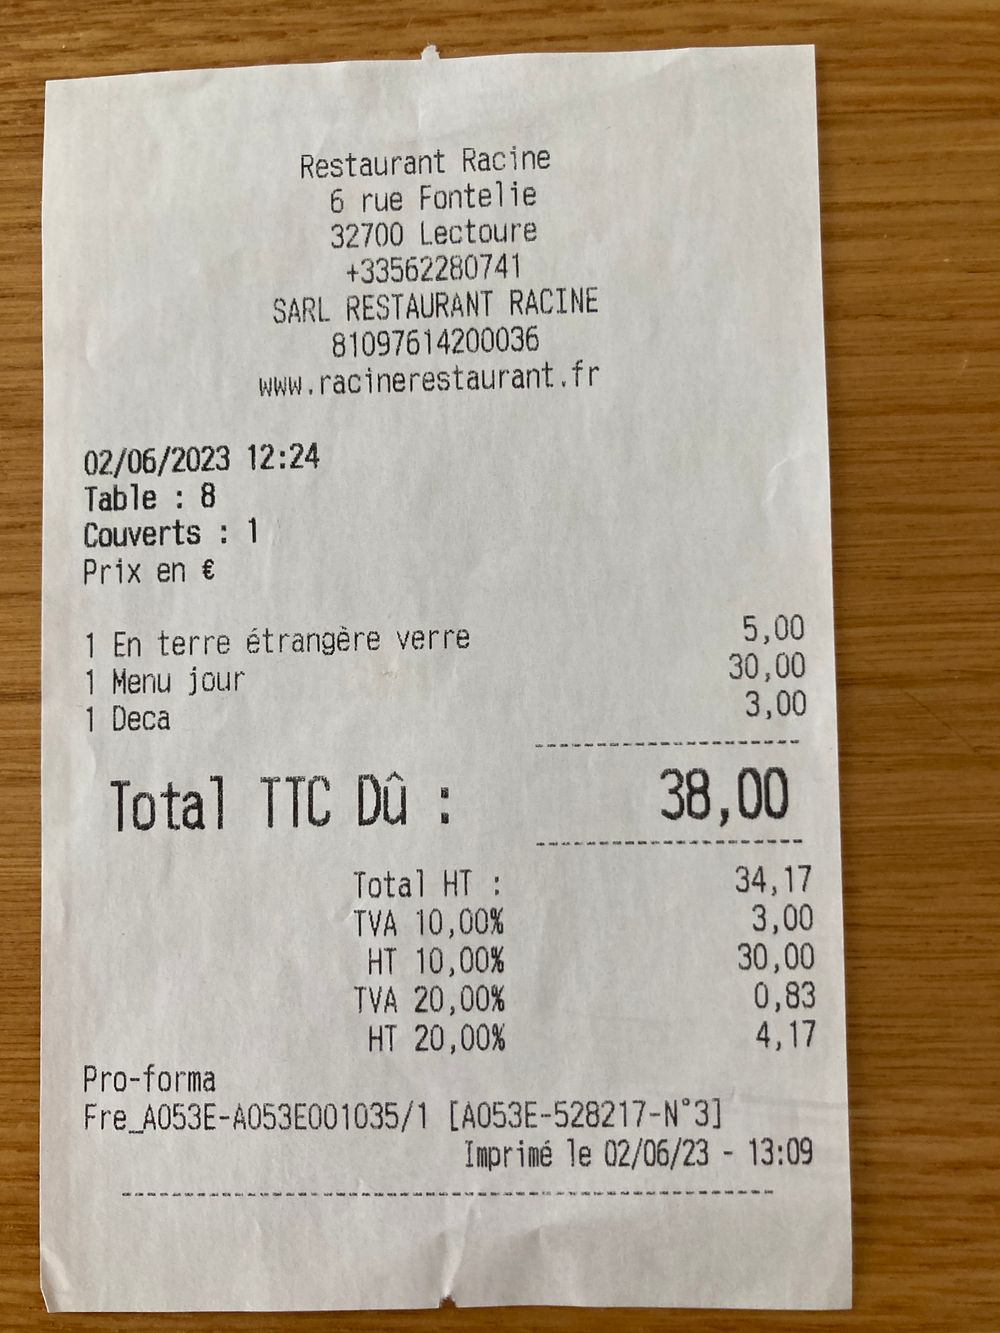 Restaurant Racine
6 rue Fontelie
32700 Lectoure
+33562280741
SARL RESTAURANT RACINE
81097614200036
www.racinerestaurant.fr
02/06/2023 12:24
Table : 8
Couverts : 1
Prix en €
1 En terre étrangère verre 5,00
1 Menu jour 30,00
1 Deca 3,00
Total TTC Dû : 38,00
Total HT : 34,17
TVA 10,00% 3,00
HT 10,00% 30,00
TVA 20,00% 0,83
HT 20,00% 4,17
Pro-forma
Fre_A053E-A053E001035/1 [A053E-528217-N°3]
Imprimé le 02/06/23 - 13:09